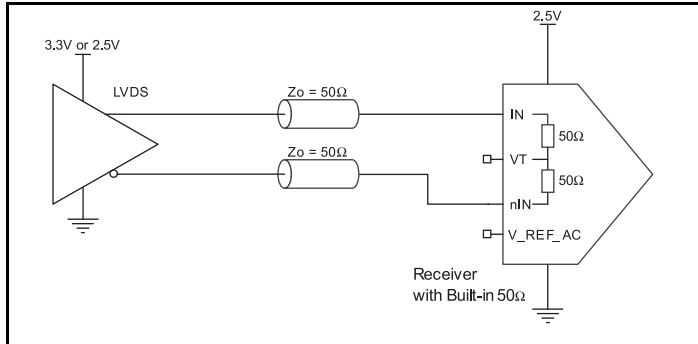 2.5V
3.3V or 2.5V
LVDS
Zo = 50Ω
IN
50Ω
Zo = 50Ω
VT
50Ω
nIN
V_REF_AC
Receiver
with Built-in 50Ω